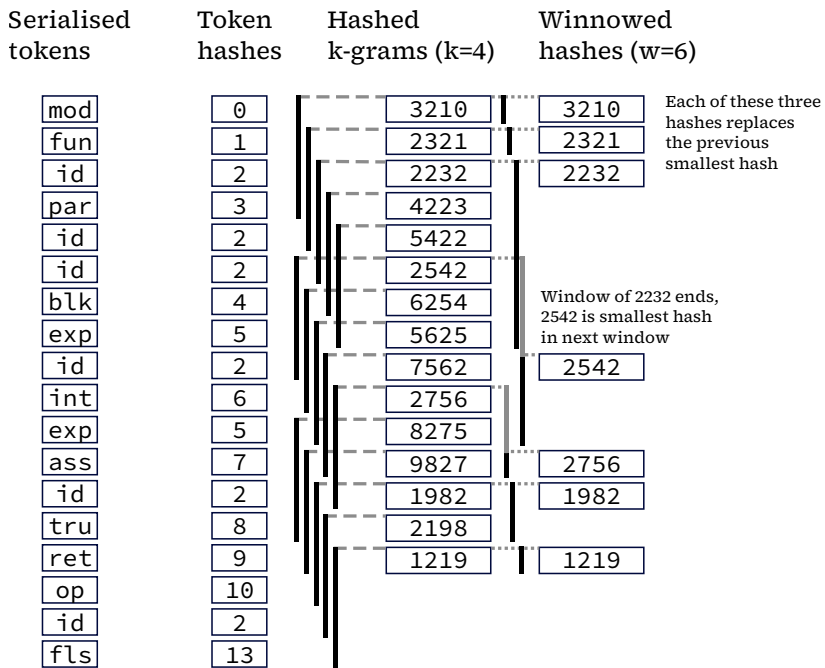 Serialised tokens
Token hashes
Hashed k-grams (k=4)
Winnowed hashes (w=6)
mod 0 3210 3210
fun 1 2321 2321
id 2 2232 2232
par 3 4223
id 2 5422
id 2 2542
blk 4 6254
exp 5 5625
id 2 7562 2542
int 6 2756
exp 5 8275
ass 7 9827 2756
id 2 1982 1982
tru 8 2198
ret 9 1219 1219
op 10
id 2
fls 13
Each of these three
hashes replaces
the previous
smallest hash
Window of 2232 ends,
2542 is smallest hash
in next window